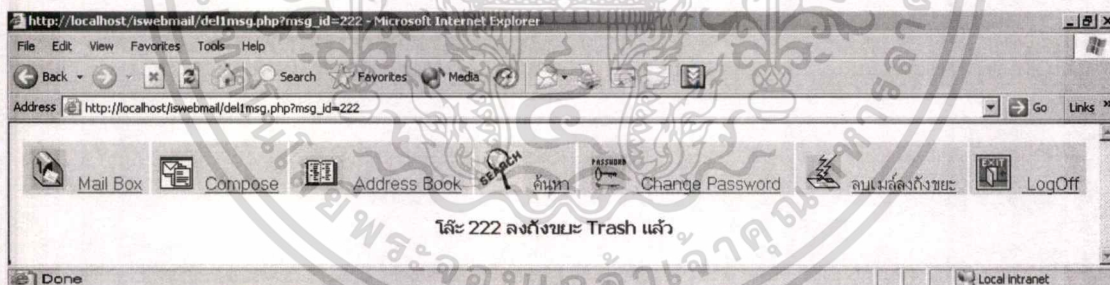 http://localhost/iswebmail/del1msg.php?msg_id=222 - Microsoft Internet Explorer
File Edit View Favorites Tools Help
Back Search Favorites Media
Address http://localhost/iswebmail/del1msg.php?msg_id=222 Go Links »
Mail Box Compose Address Book SEARCH ค้นหา PASSWORD Change Password ลบเมล์ลงถังขยะ EXIT LogOff
โล๊ะ 222 ลงถังขยะ Trash แล้ว
Done Local intranet